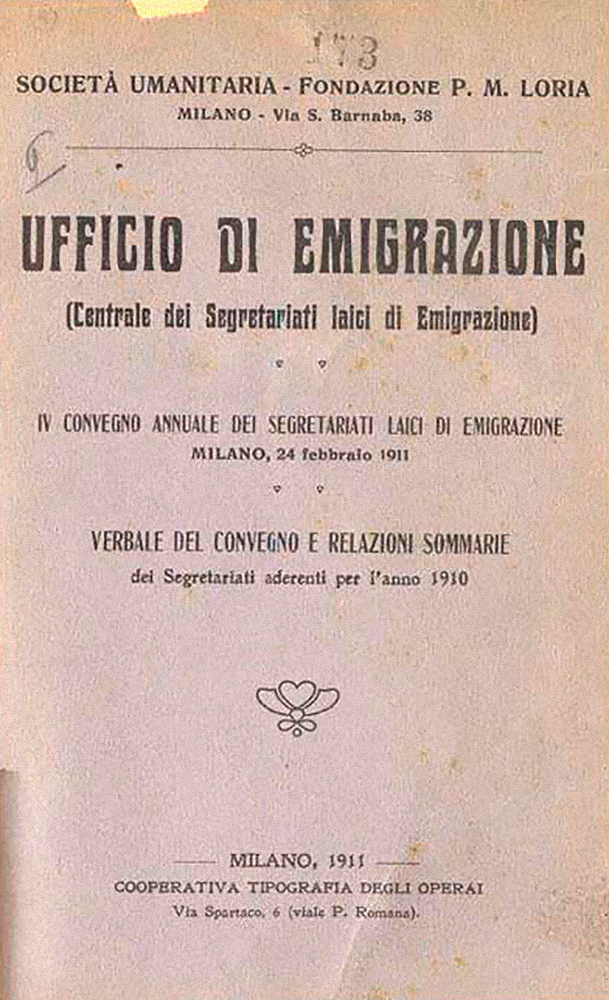 173
SOCIETÀ UMANITARIA - FONDAZIONE P. M. LORIA
MILANO - Via S. Barnaba, 38
UFFICIO DI EMIGRAZIONE
(Centrale dei Segretariati laici di Emigrazione)
IV CONVEGNO ANNUALE DEI SEGRETARIATI LAICI DI EMIGRAZIONE
MILANO, 24 febbraio 1911
VERBALE DEL CONVEGNO E RELAZIONI SOMMARIE
dei Segretariati aderenti per l'anno 1910
MILANO, 1911
COOPERATIVA TIPOGRAFIA DEGLI OPERAI
Via Spartaco, 6 (viale P. Romana).